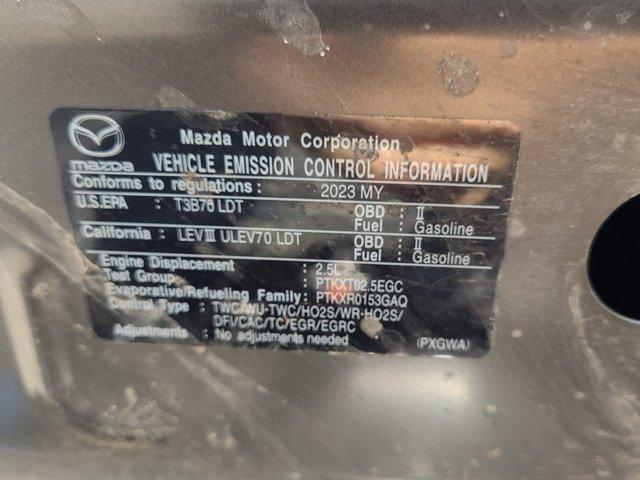 Mazda Motor Corporation
mazda VEHICLE EMISSION CONTROL INFORMATION
Conforms to regulations : 2023 MY
U.S.EPA : T3B70 LDT OBD : II
Fuel : Gasoline
California : LEVIII ULEV70 LDT OBD : II
Fuel : Gasoline
Engine Displacement : 2.5L
Test Group : PTKXT02.5EGC
Evaporative/Refueling Family: PTKXR0153GAQ
Control Type : TWC/WU-TWC/HO2S/WR-HO2S/
DFI/CAC/TC/EGR/EGRC
Adjustments : No adjustments needed
(PXGWA)